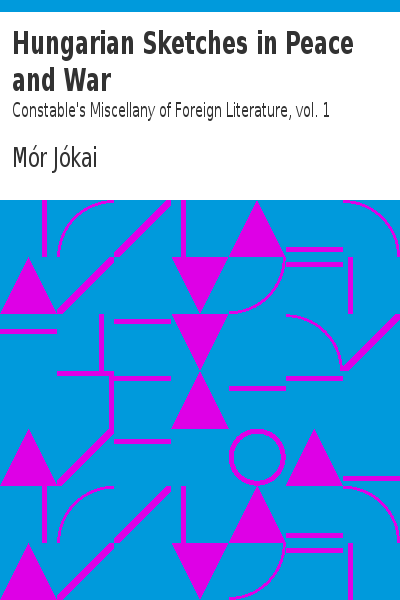 Hungarian Sketches in Peace
and War
Constable's Miscellany of Foreign Literature, vol. 1
Mór Jókai